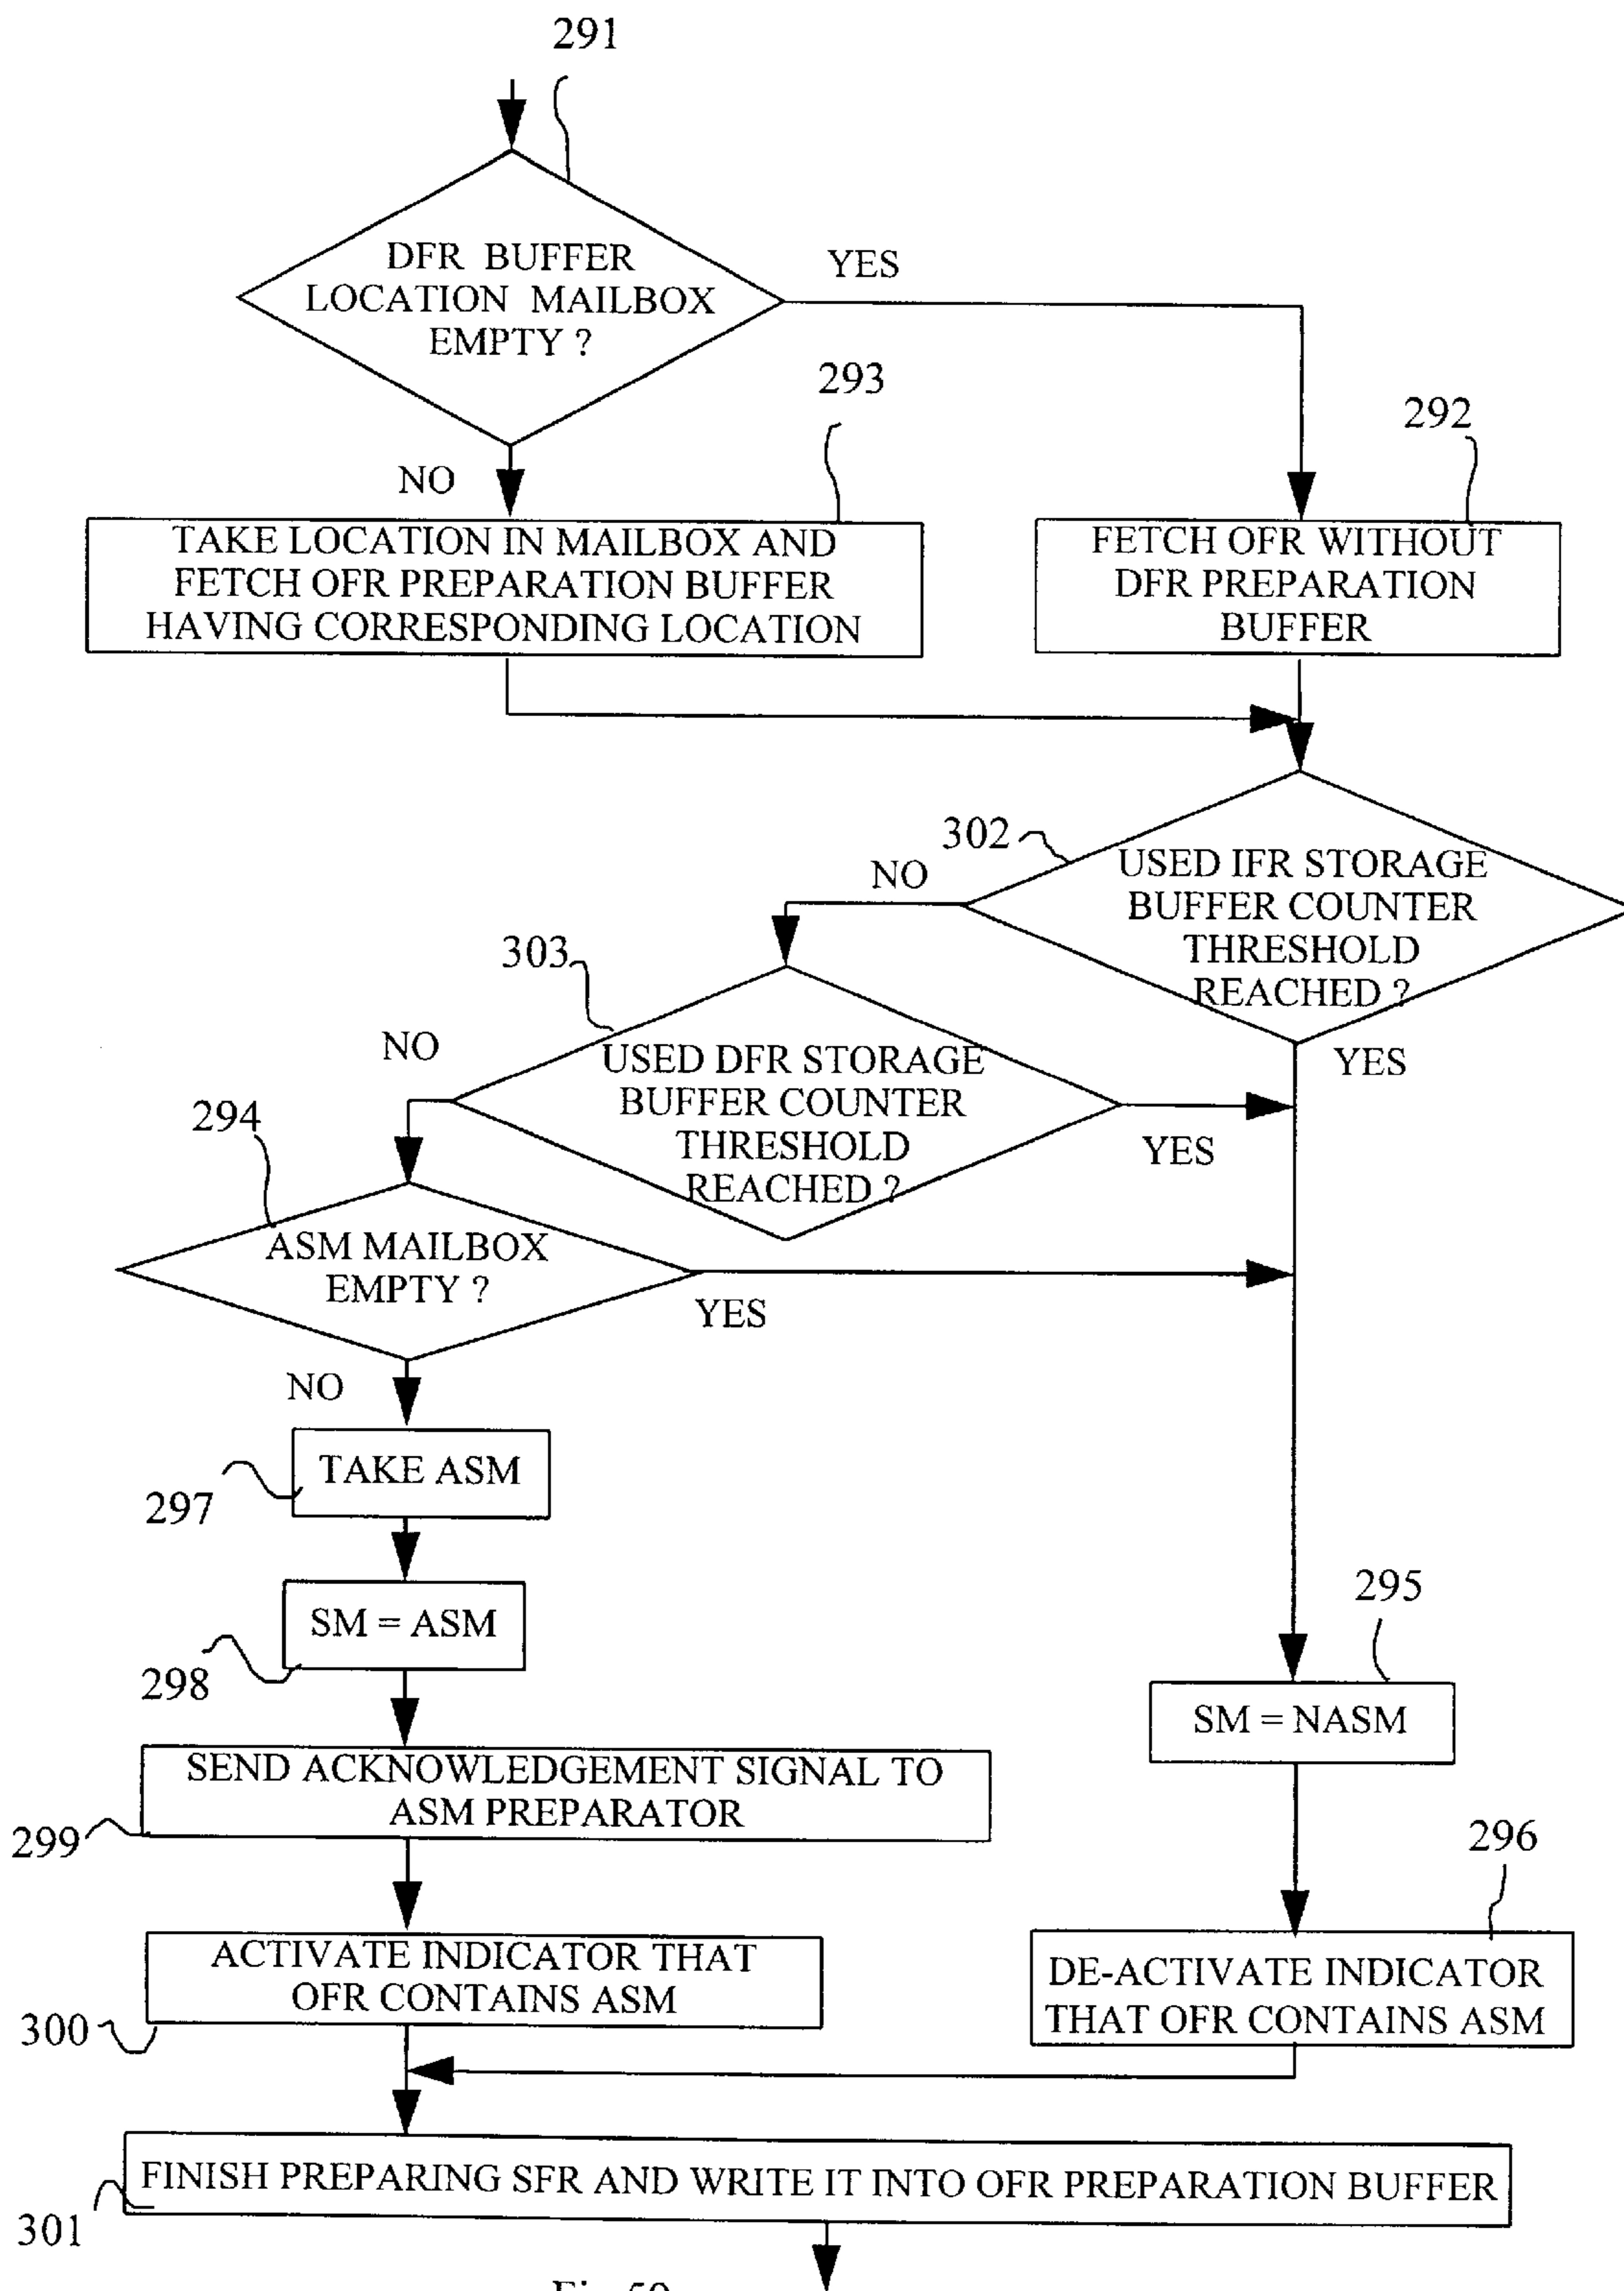 291
DFR BUFFER
LOCATION MAILBOX
EMPTY ?
YES
293
292
NO
TAKE LOCATION IN MAILBOX AND
FETCH OFR PREPARATION BUFFER
HAVING CORRESPONDING LOCATION
FETCH OFR WITHOUT
DFR PREPARATION
BUFFER
302
NO
USED IFR STORAGE
BUFFER COUNTER
THRESHOLD
REACHED ?
YES
303
NO
USED DFR STORAGE
BUFFER COUNTER
THRESHOLD
REACHED ?
YES
294
ASM MAILBOX
EMPTY ?
YES
NO
TAKE ASM
297
SM = ASM
298
295
SM = NASM
SEND ACKNOWLEDGEMENT SIGNAL TO
ASM PREPARATOR
299
296
ACTIVATE INDICATOR THAT
OFR CONTAINS ASM
300
DE-ACTIVATE INDICATOR
THAT OFR CONTAINS ASM
FINISH PREPARING SFR AND WRITE IT INTO OFR PREPARATION BUFFER
301